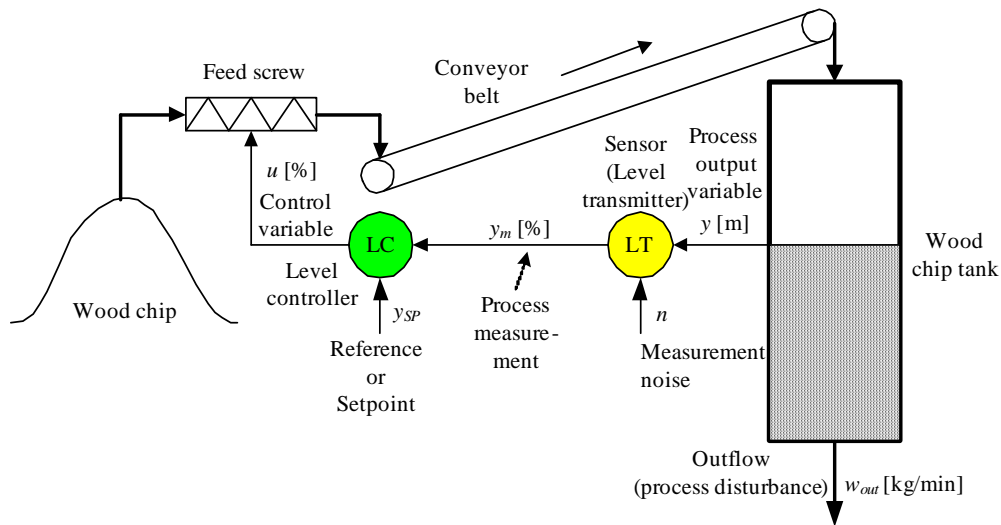 Feed screw
Conveyor
belt
Sensor
(Level
transmitter)
Process
output
variable
u [%]
Control
variable
LC
y_m [%]
LT
y [m]
Wood
chip tank
Level
controller
Wood chip
y_SP
Process
measure-
ment
n
Reference
or
Setpoint
Measurement
noise
Outflow
(process disturbance)
w_out [kg/min]